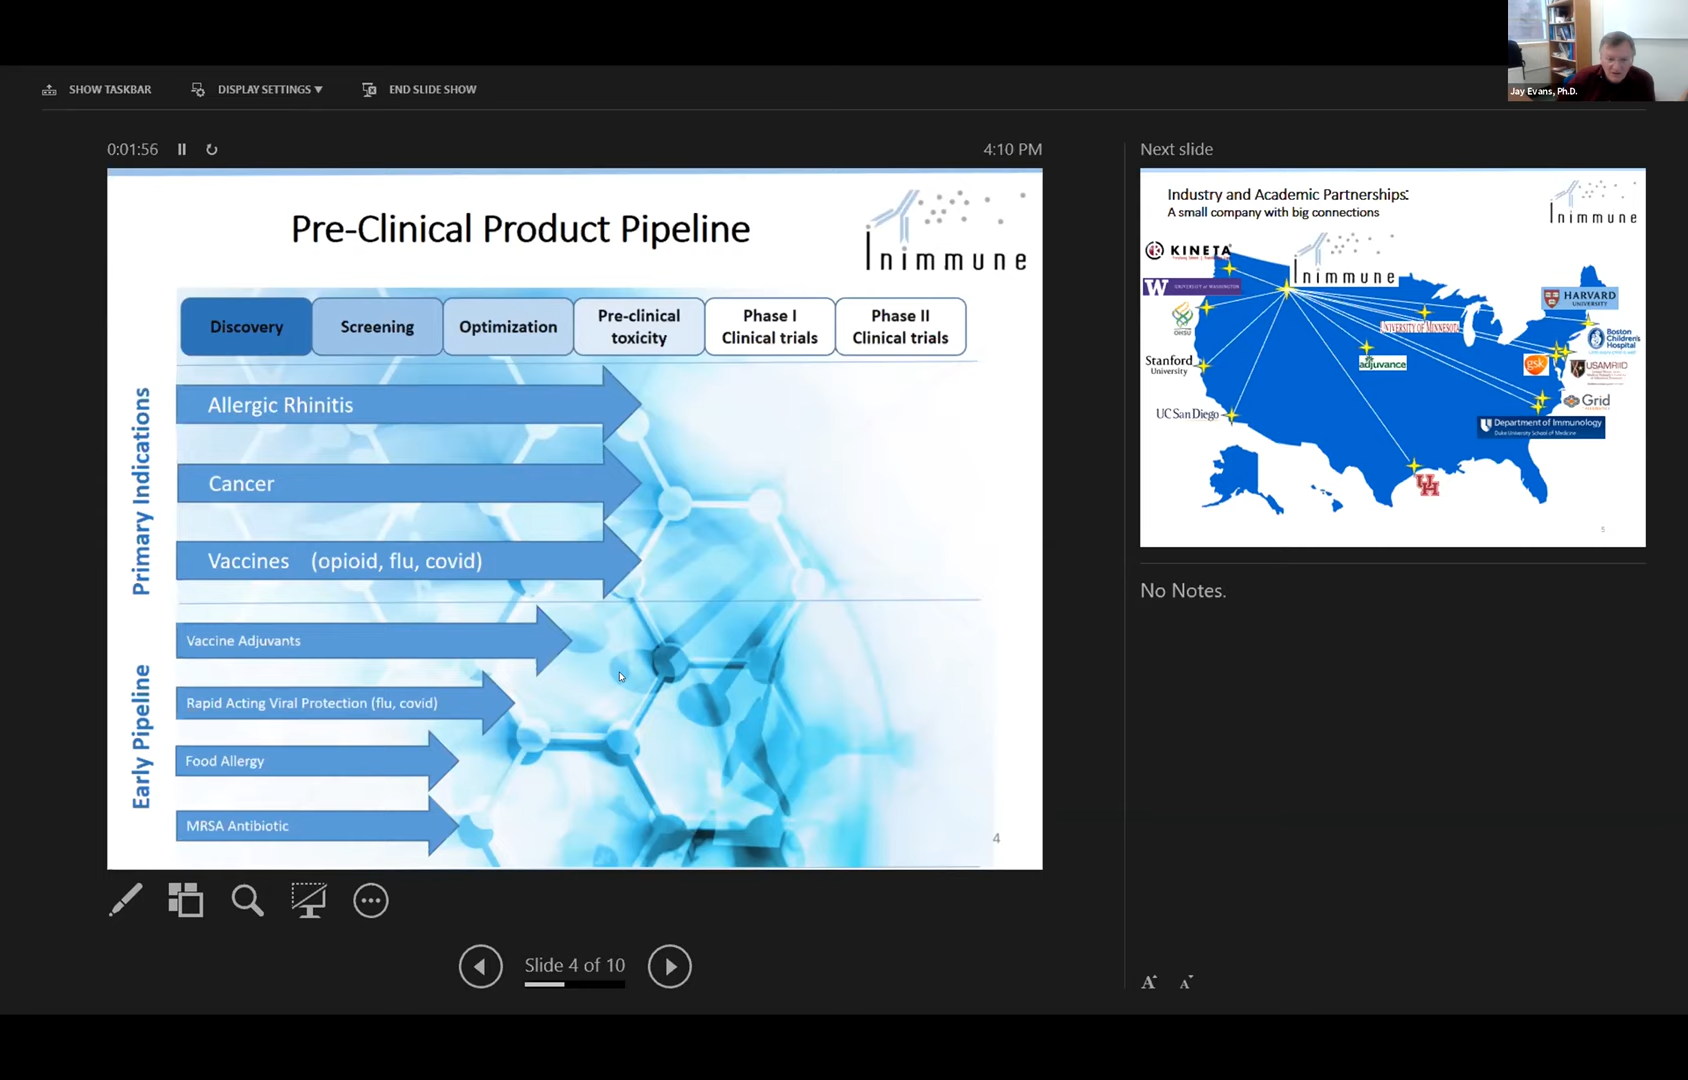 Jay Evans, Ph.D.
SHOW TASKBAR
DISPLAY SETTINGS ▼
END SLIDE SHOW
0:01:56
4:10 PM
Next slide
Pre-Clinical Product Pipeline
Inimmune
Discovery
Screening
Optimization
Pre-clinical
toxicity
Phase I
Clinical trials
Phase II
Clinical trials
Primary Indications
Allergic Rhinitis
Cancer
Vaccines (opioid, flu, covid)
Early Pipeline
Vaccine Adjuvants
Rapid Acting Viral Protection (flu, covid)
Food Allergy
MRSA Antibiotic
4
Industry and Academic Partnerships:
A small company with big connections
Inimmune
KINETA
Inimmune
W UNIVERSITY of WASHINGTON
OHSU
Stanford
University
UC San Diego
UNIVERSITY OF MINNESOTA
adjuvance
HARVARD
UNIVERSITY
Boston
Children's
Hospital
gsk
USAMRIID
Grid
Department of Immunology
Duke University School of Medicine
UH
5
No Notes.
Slide 4 of 10
A A